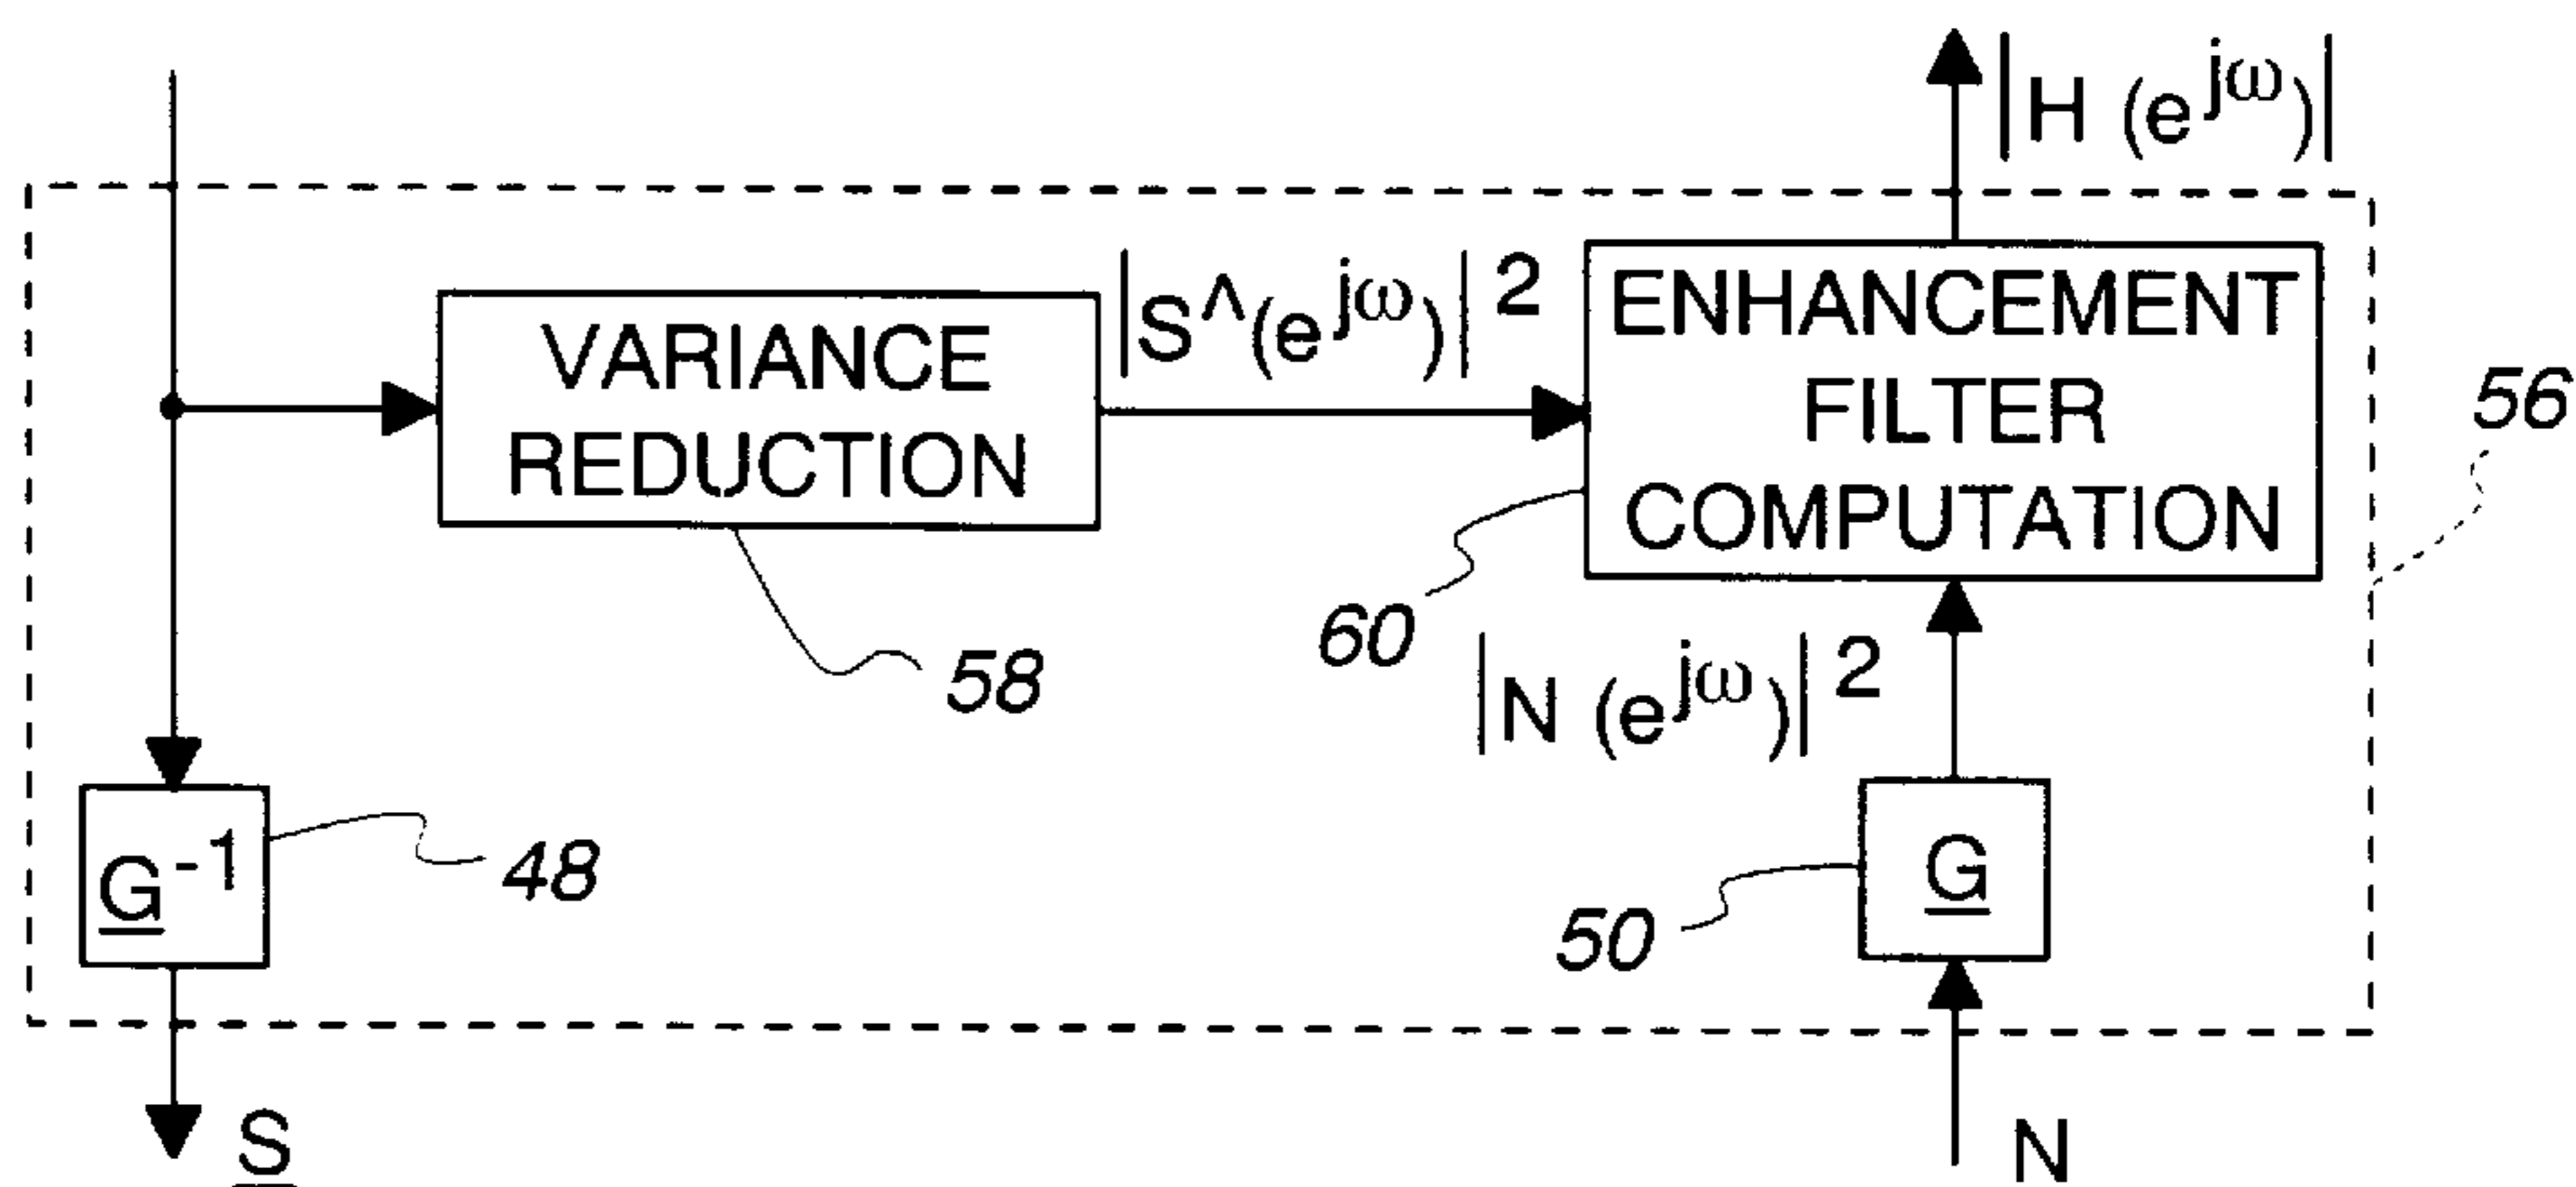 |H (e^jω)|
VARIANCE
REDUCTION
|S^(e^jω)|^2
ENHANCEMENT
FILTER
COMPUTATION
56
58
60
|N (e^jω)|^2
G^-1
48
50
G
S
N